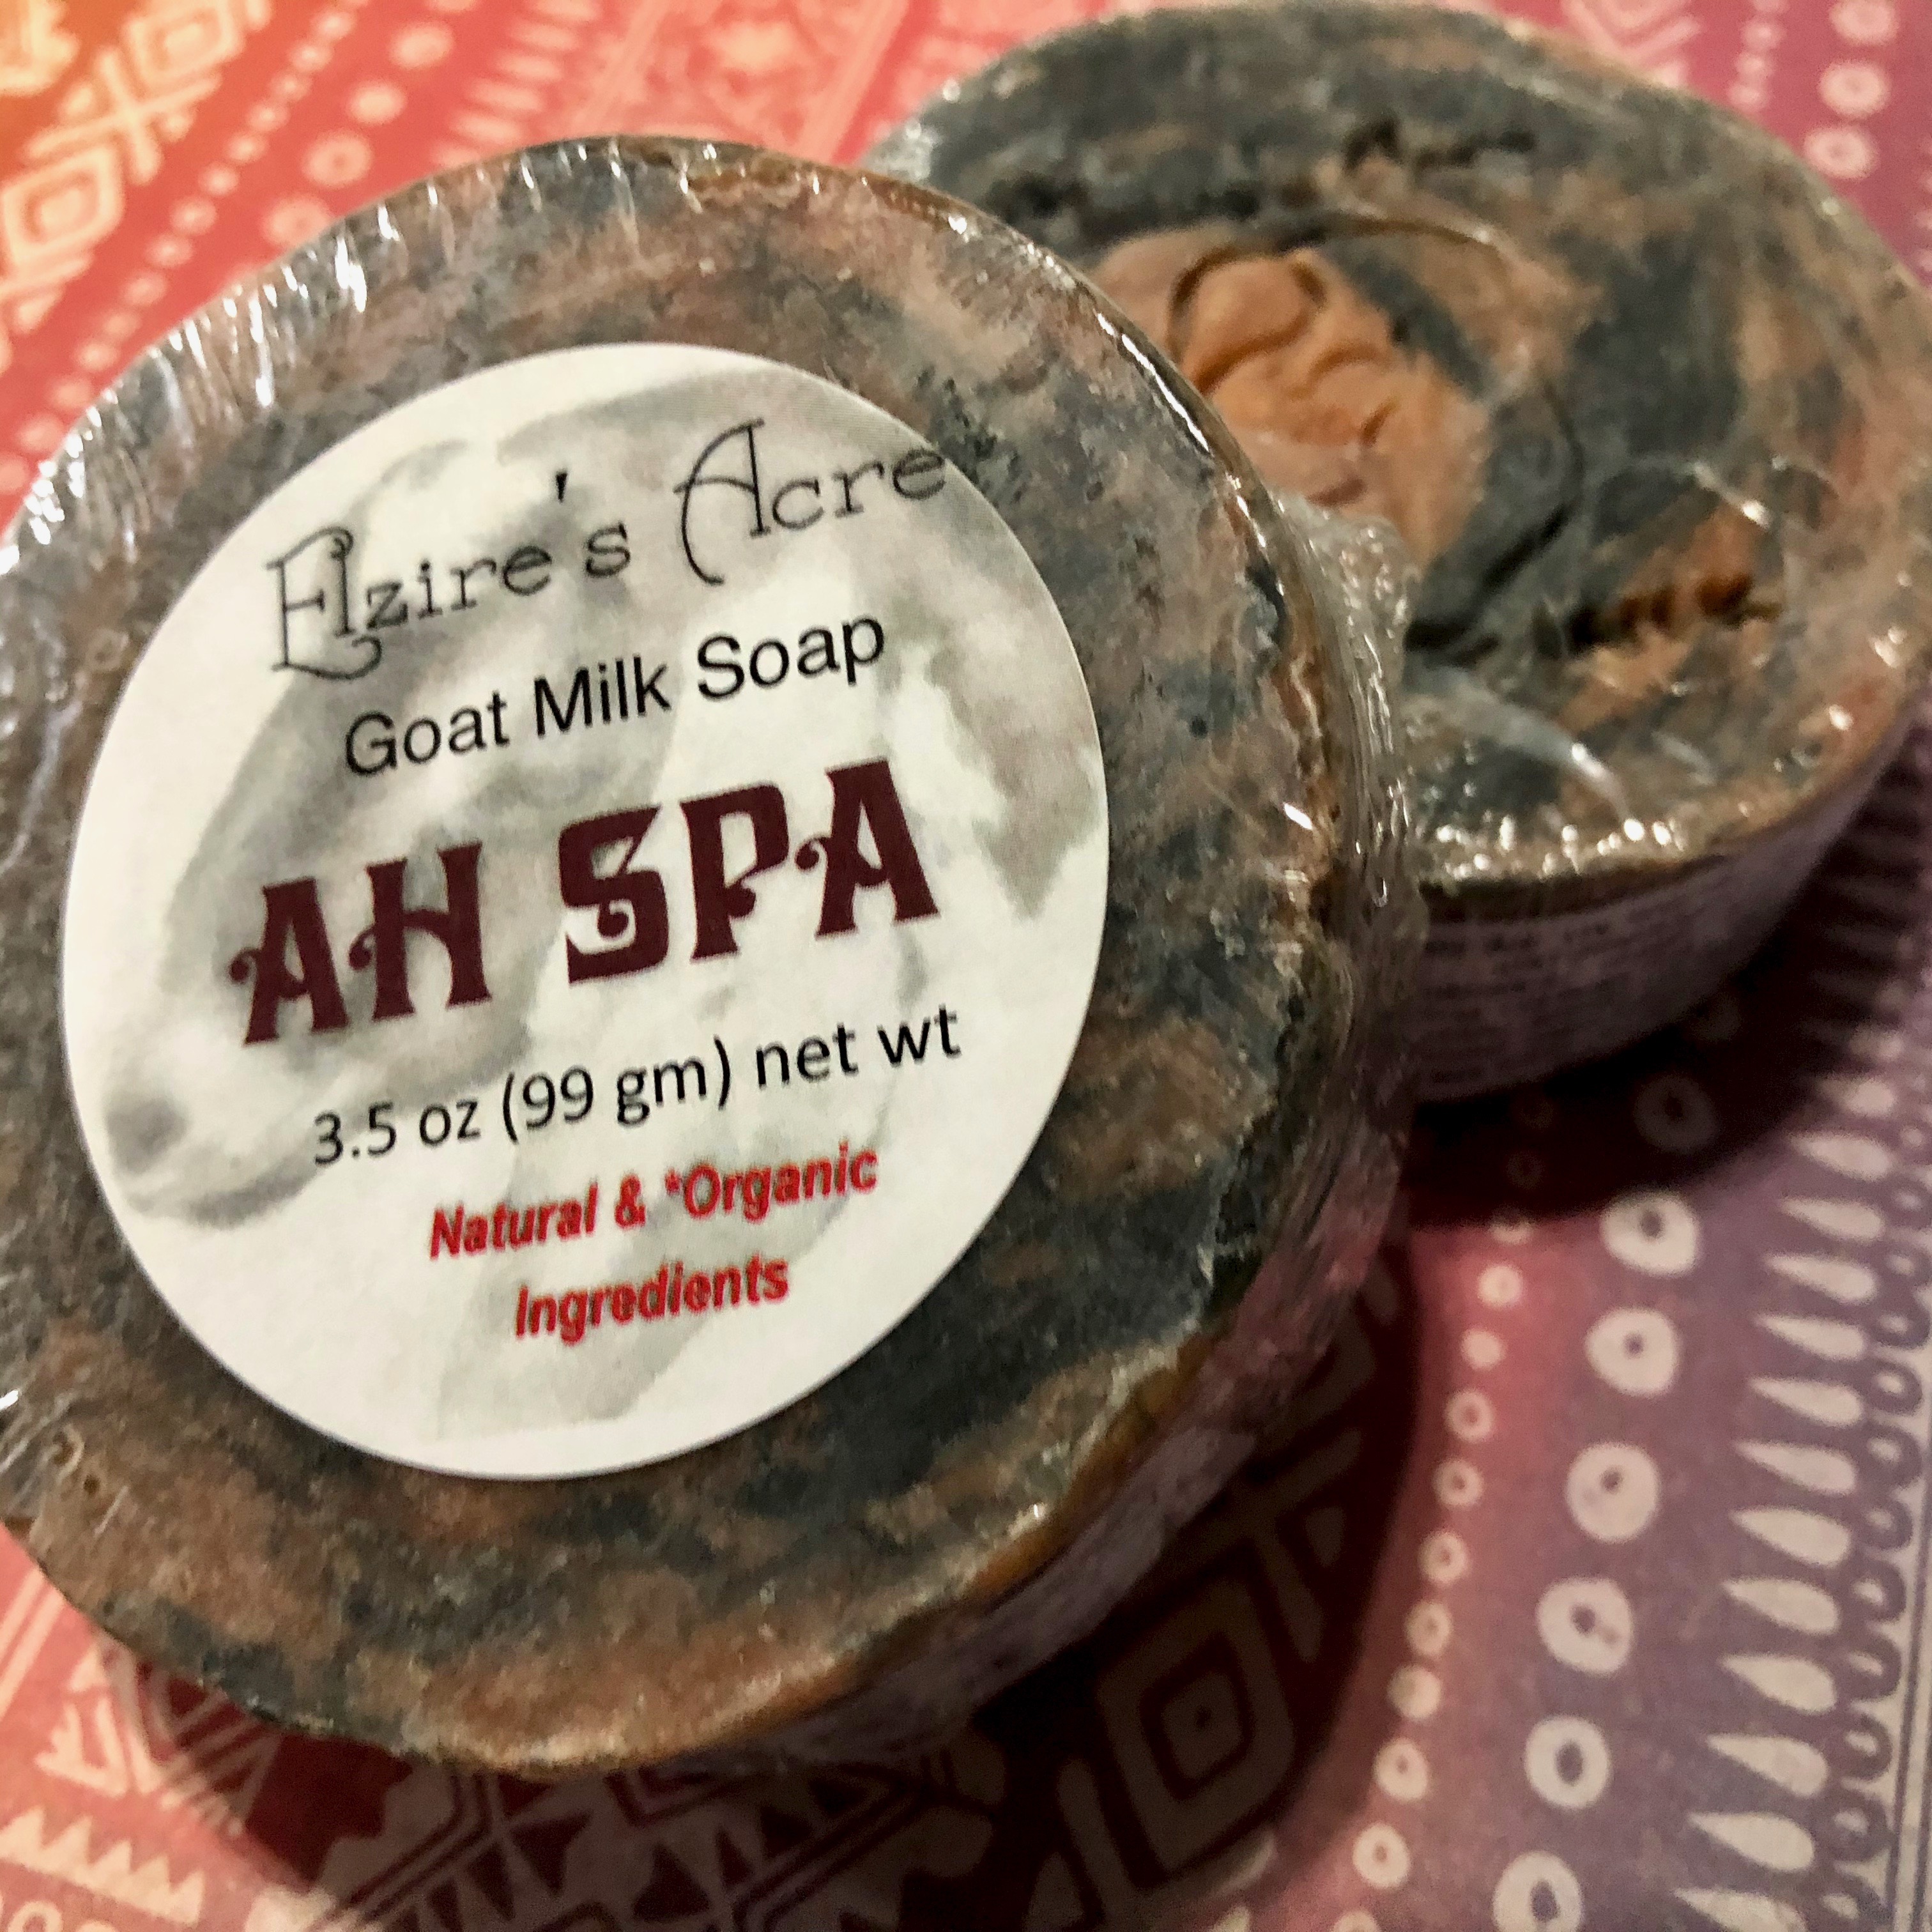 Elzire's Acre
Goat Milk Soap
AH SPA
3.5 oz (99 gm) net wt
Natural & *Organic
Ingredients